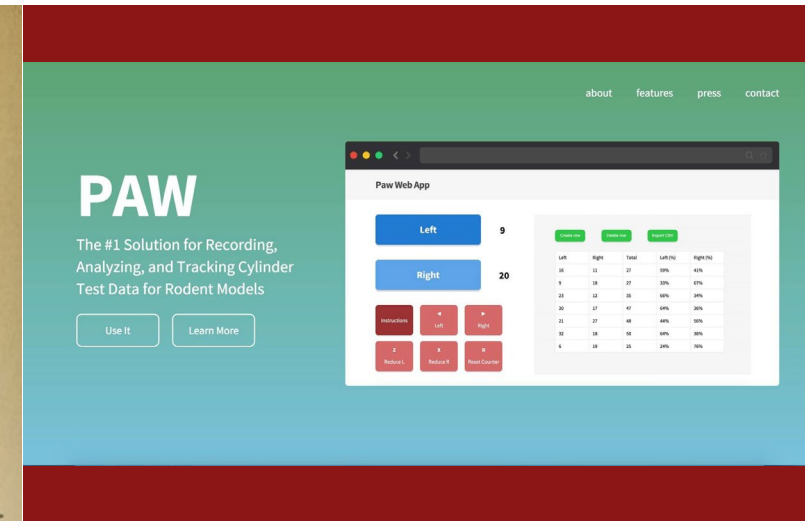 about features press contact
PAW
The #1 Solution for Recording,
Analyzing, and Tracking Cylinder
Test Data for Rodent Models
Use It Learn More
Paw Web App
Left 9
Right 20
Instructions
Left
Right
Z
Reduce L
X
Reduce R
R
Reset Counter
Create Row Delete Row Export CSV
Left Right Total Left (%) Right (%)
16 11 27 59% 41%
9 18 27 33% 67%
23 12 35 66% 34%
30 17 47 64% 36%
21 27 48 44% 56%
32 18 50 64% 36%
6 19 25 24% 76%